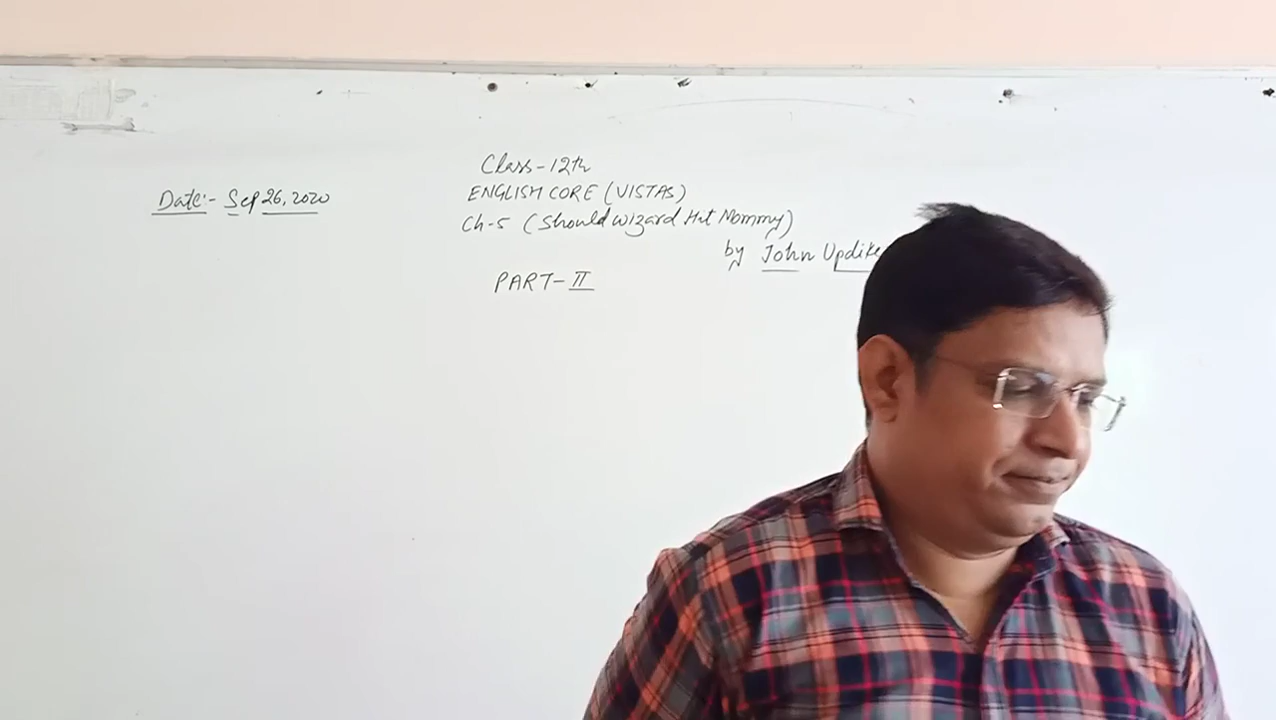 Class-12th
Date:- Sep 26, 2020
ENGLISH CORE (VISTAS)
Ch-5 (Should Wizard Hit Mommy)
by John Updike
PART-II